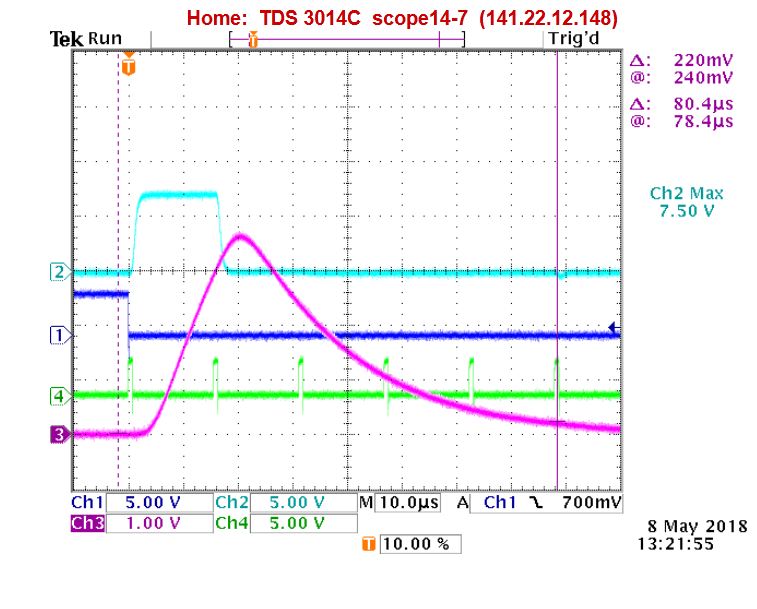 Home: TDS 3014C scope14-7 (141.22.12.148)
Tek Run Trig'd
T
T
Δ: 220mV
@: 240mV
Δ: 80.4µs
@: 78.4µs
Ch2 Max
7.50 V
2
1
4
3
Ch1 5.00 V Ch2 5.00 V M 10.0µs A Ch1 700mV
Ch3 1.00 V Ch4 5.00 V
T 10.00 %
8 May 2018
13:21:55